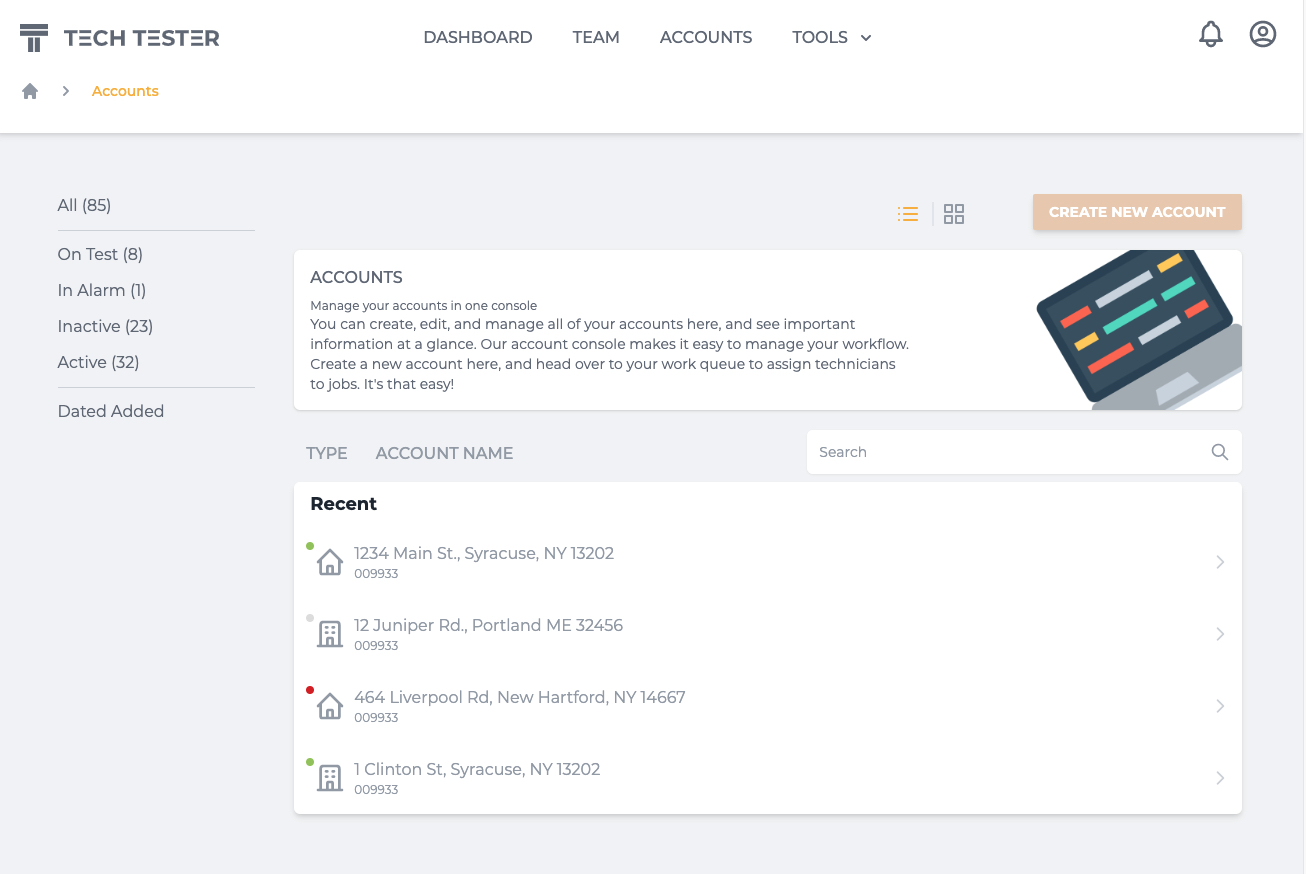 TECH TESTER
DASHBOARD
TEAM
ACCOUNTS
TOOLS
Accounts
All (85)
On Test (8)
In Alarm (1)
Inactive (23)
Active (32)
Dated Added
CREATE NEW ACCOUNT
ACCOUNTS
Manage your accounts in one console
You can create, edit, and manage all of your accounts here, and see important
information at a glance. Our account console makes it easy to manage your workflow.
Create a new account here, and head over to your work queue to assign technicians
to jobs. It's that easy!
TYPE
ACCOUNT NAME
Search
Recent
1234 Main St., Syracuse, NY 13202
009933
12 Juniper Rd., Portland ME 32456
009933
464 Liverpool Rd, New Hartford, NY 14667
009933
1 Clinton St, Syracuse, NY 13202
009933